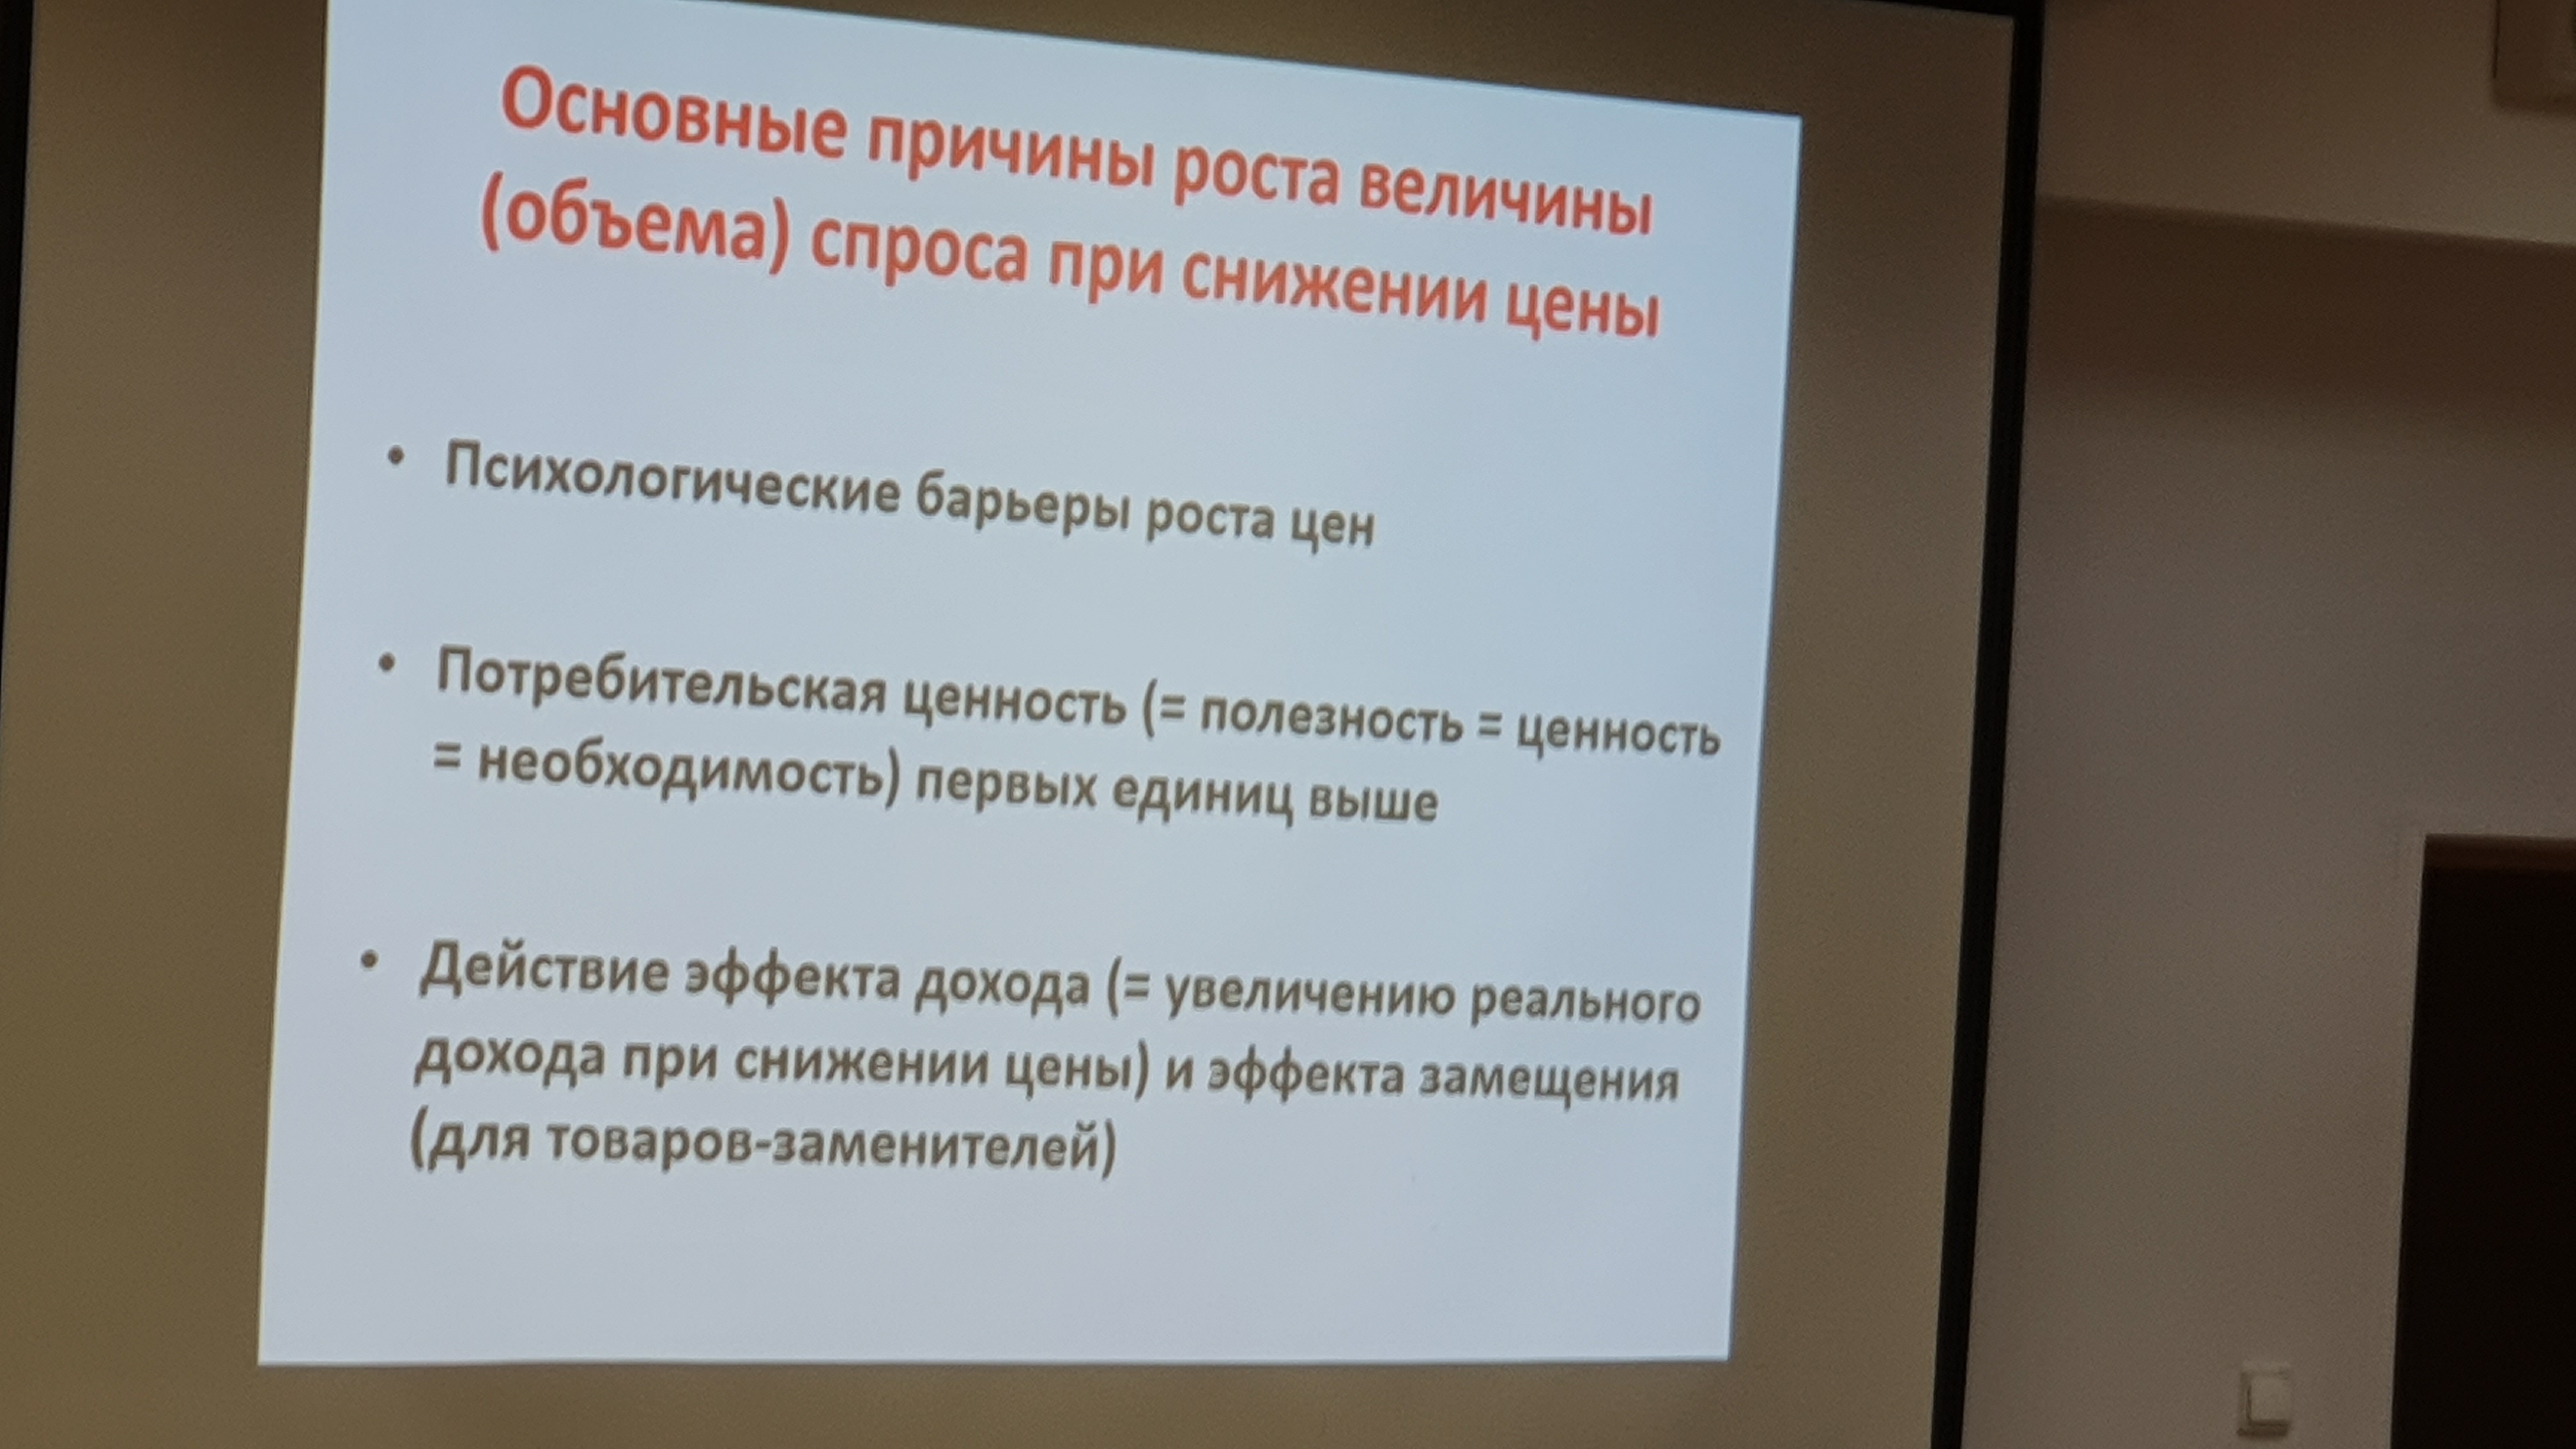 Основные причины роста величины
(объема) спроса при снижении цены
• Психологические барьеры роста цен
• Потребительская ценность (= полезность = ценность
= необходимость) первых единиц выше
• Действие эффекта дохода (= увеличению реального
дохода при снижении цены) и эффекта замещения
(для товаров-заменителей)